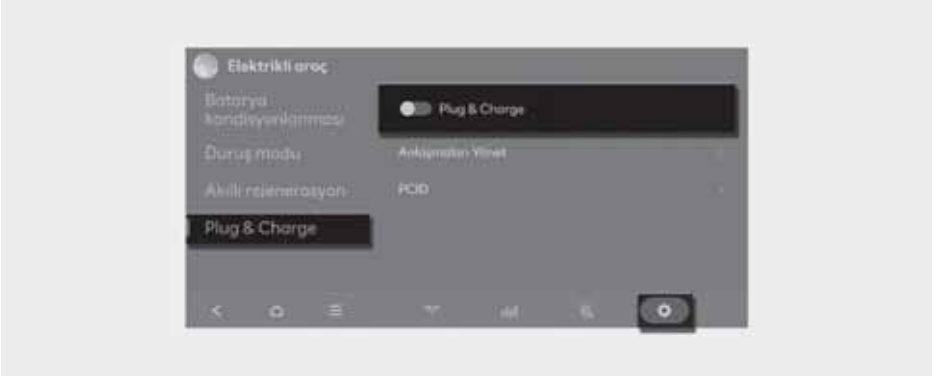 Elektrikli araç
Batarya
kondisyonlanması
Plug & Charge
Duruş modu
Anlaşmaları Yönet
Akıllı rejenerasyon
PCID
Plug & Charge